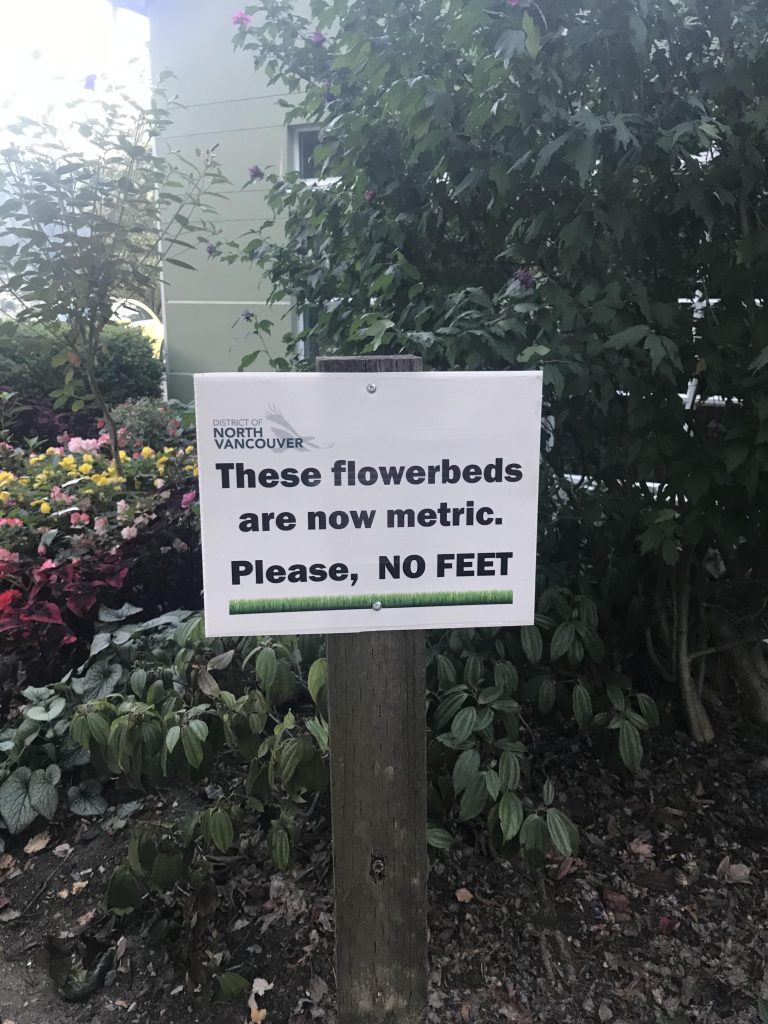 DISTRICT OF
NORTH
VANCOUVER
These flowerbeds
are now metric.
Please, NO FEET